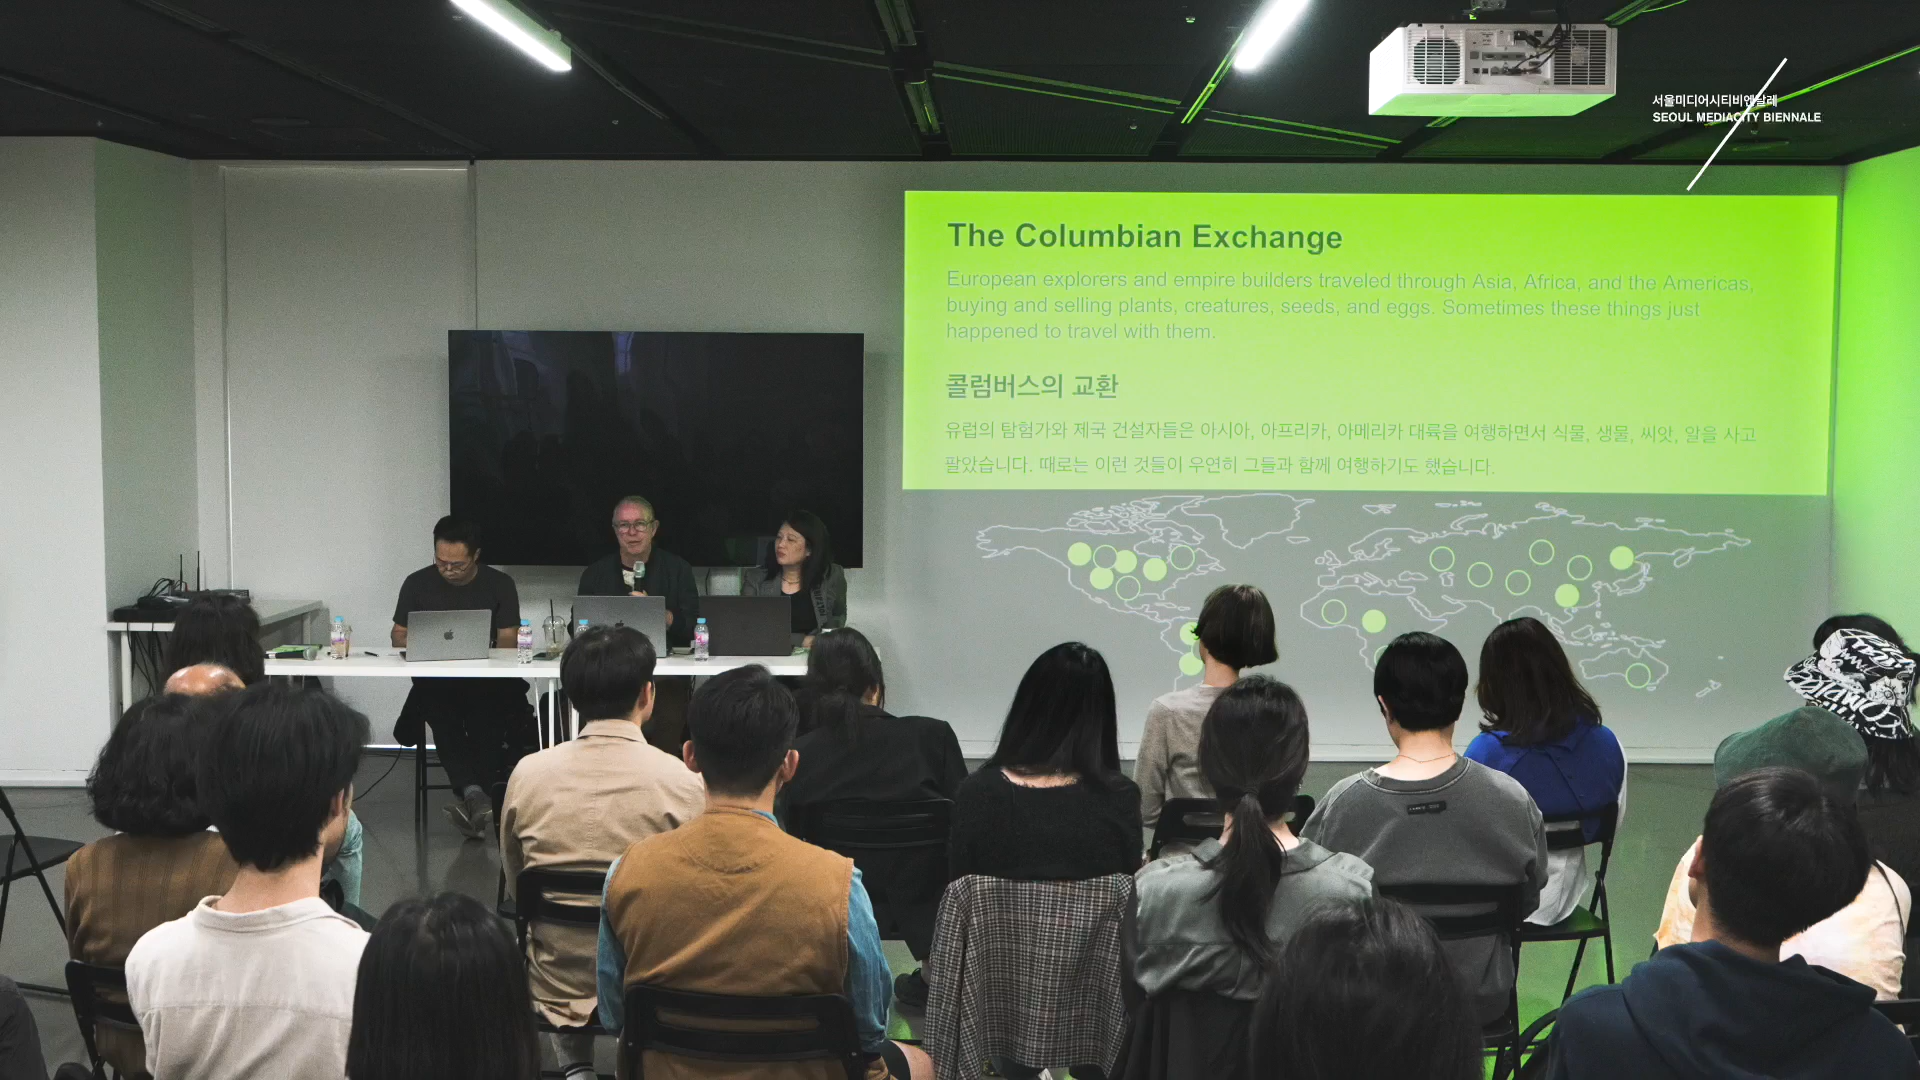 서울미디어시티비엔날레
SEOUL MEDIACITY BIENNALE
The Columbian Exchange
European explorers and empire builders traveled through Asia, Africa, and the Americas,
buying and selling plants, creatures, seeds, and eggs. Sometimes these things just
happened to travel with them.
콜럼버스의 교환
유럽의 탐험가와 제국 건설자들은 아시아, 아프리카, 아메리카 대륙을 여행하면서 식물, 생물, 씨앗, 알을 사고
팔았습니다. 때로는 이런 것들이 우연히 그들과 함께 여행하기도 했습니다.